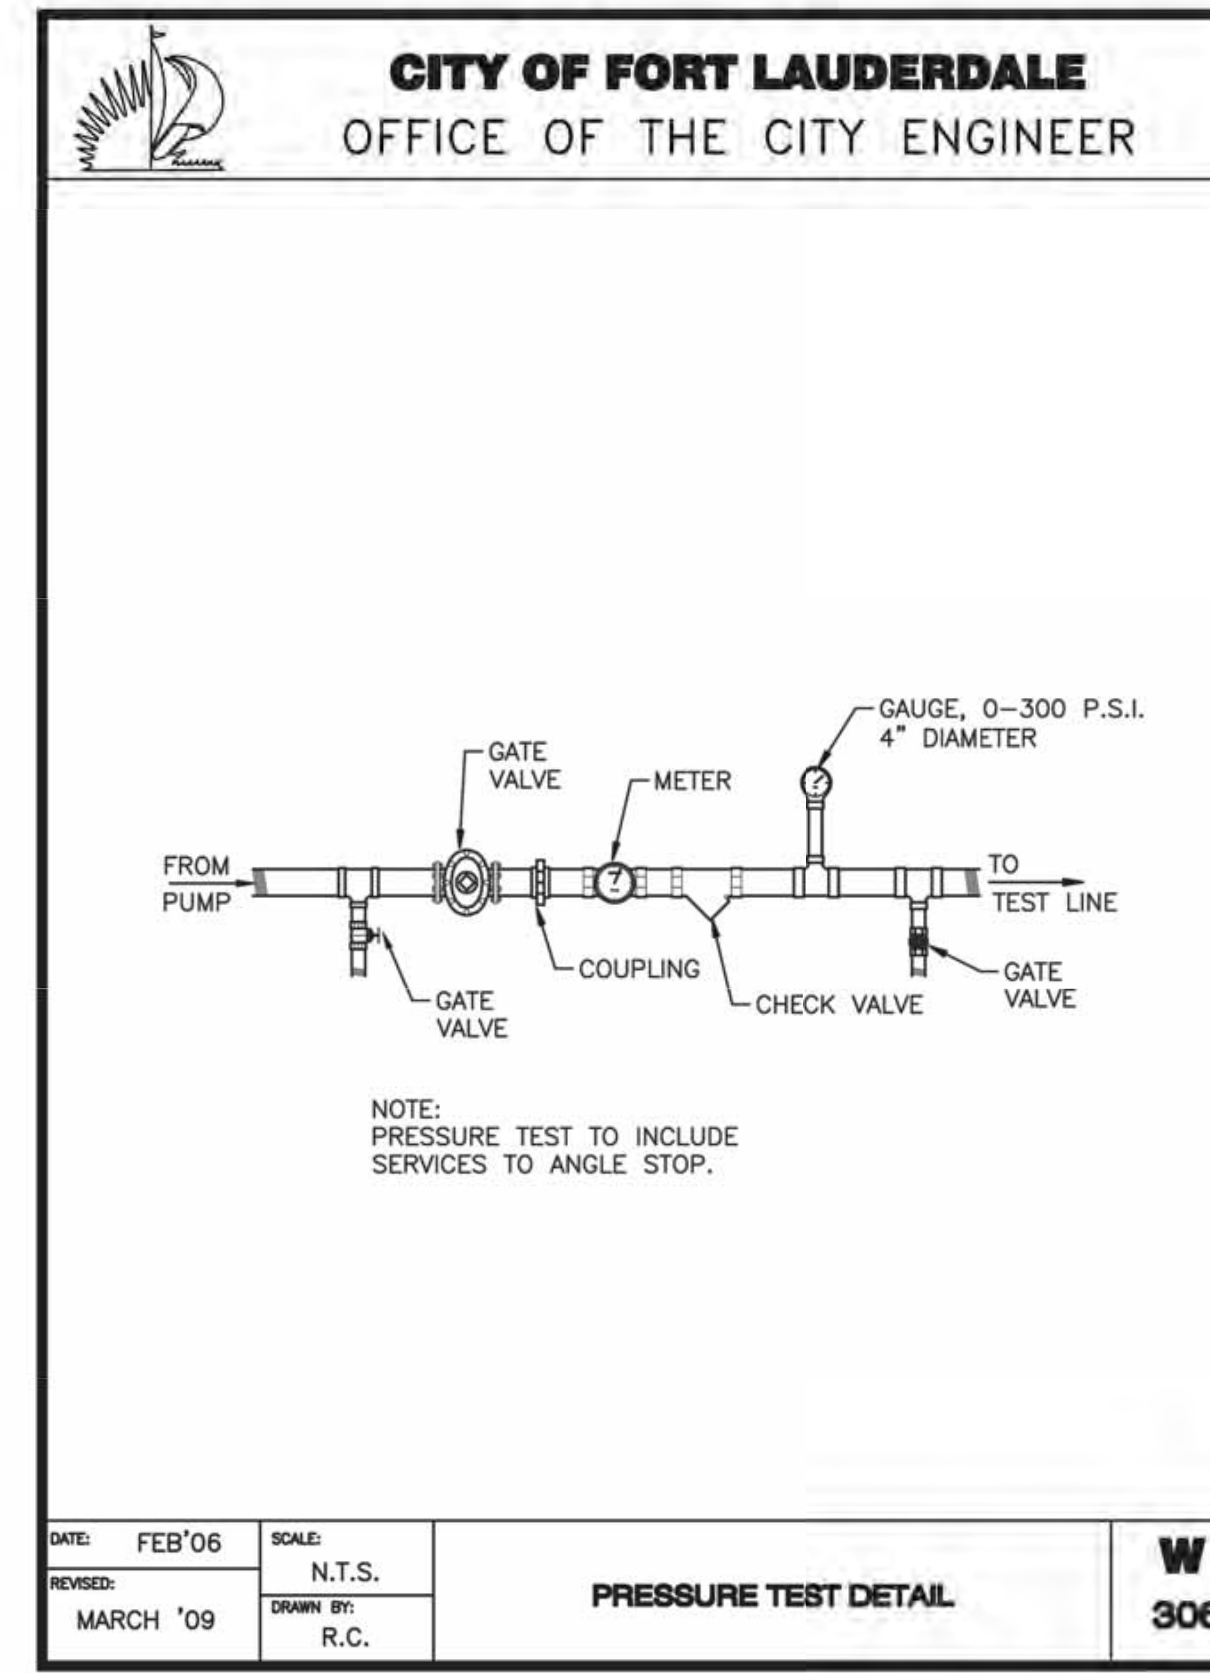 CITY OF FORT LAUDERDALE
OFFICE OF THE CITY ENGINEER
GAUGE, 0-300 P.S.I.
4" DIAMETER
GATE
VALVE
METER
FROM
PUMP
TO
TEST LINE
COUPLING
GATE
VALVE
CHECK VALVE
GATE
VALVE
NOTE:
PRESSURE TEST TO INCLUDE
SERVICES TO ANGLE STOP.
DATE: FEB'06
REVISED:
MARCH '09
SCALE:
N.T.S.
DRAWN BY:
R.C.
PRESSURE TEST DETAIL
W
306